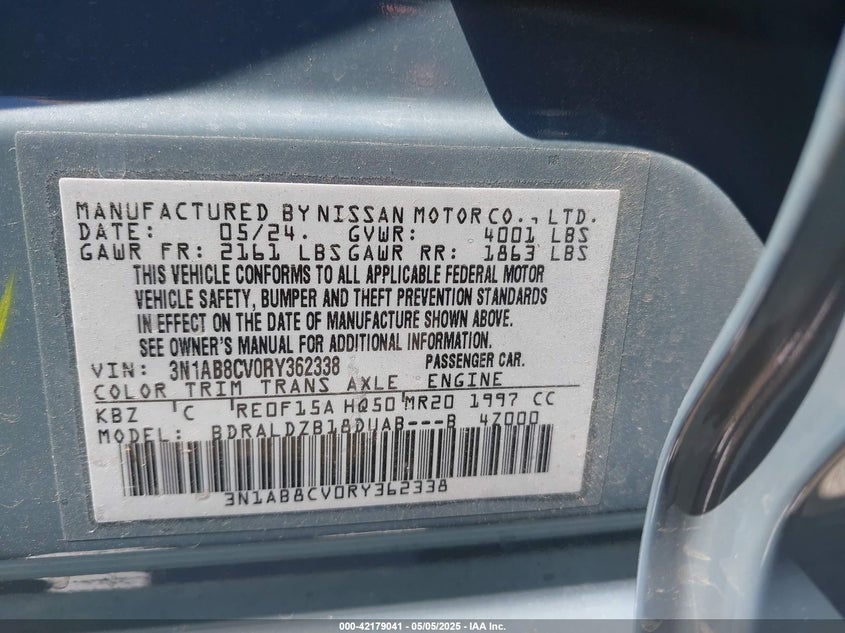 MANUFACTURED BY NISSAN MOTOR CO., LTD.
DATE: 05/24. GVWR: 4001 LBS
GAWR FR: 2161 LBS GAWR RR: 1863 LBS
THIS VEHICLE CONFORMS TO ALL APPLICABLE FEDERAL MOTOR
VEHICLE SAFETY, BUMPER AND THEFT PREVENTION STANDARDS
IN EFFECT ON THE DATE OF MANUFACTURE SHOWN ABOVE.
SEE OWNER'S MANUAL FOR ADDITIONAL INFORMATION.
VIN: 3N1AB8CV0RY362338 PASSENGER CAR.
COLOR TRIM TRANS AXLE ENGINE
KBZ C RE0F15A HQ50 MR20 1997 CC
MODEL: BDRALDZB18DUAB---B 4Z000
3N1AB8CV0RY362338
000-42179041 - 05/05/2025 - IAA Inc.